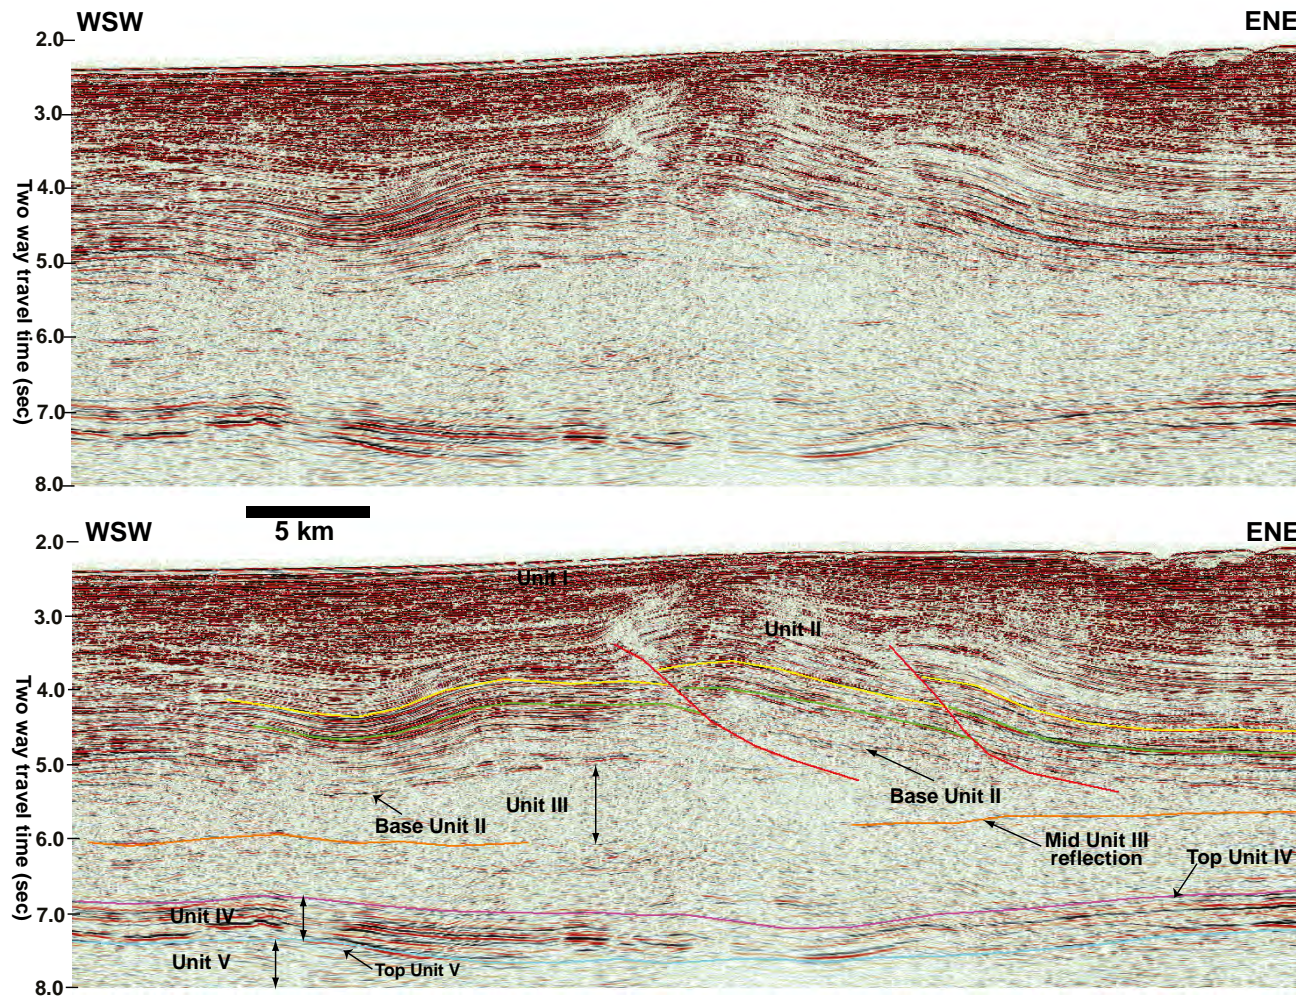 WSW
ENE
2.0
3.0
4.0
5.0
6.0
7.0
8.0
Two way travel time (sec)
5 km
WSW
ENE
2.0
3.0
4.0
5.0
6.0
7.0
8.0
Two way travel time (sec)
Unit I
Unit II
Unit III
Base Unit II
Base Unit II
Mid Unit III
reflection
Top Unit IV
Unit IV
Unit V
Top Unit V